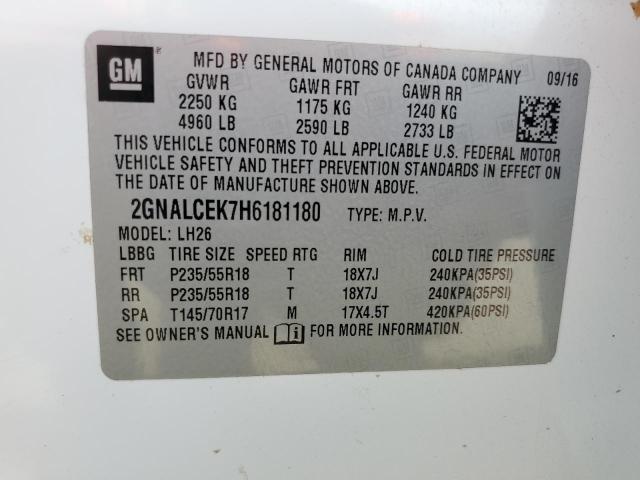 GM
MFD BY GENERAL MOTORS OF CANADA COMPANY 09/16
GVWR GAWR FRT GAWR RR
2250 KG 1175 KG 1240 KG
4960 LB 2590 LB 2733 LB
THIS VEHICLE CONFORMS TO ALL APPLICABLE U.S. FEDERAL MOTOR
VEHICLE SAFETY AND THEFT PREVENTION STANDARDS IN EFFECT ON
THE DATE OF MANUFACTURE SHOWN ABOVE.
2GNALCEK7H6181180 TYPE: M.P.V.
MODEL: LH26
LBBG TIRE SIZE SPEED RTG RIM COLD TIRE PRESSURE
FRT P235/55R18 T 18X7J 240KPA(35PSI)
RR P235/55R18 T 18X7J 240KPA(35PSI)
SPA T145/70R17 M 17X4.5T 420KPA(60PSI)
SEE OWNER'S MANUAL i FOR MORE INFORMATION.